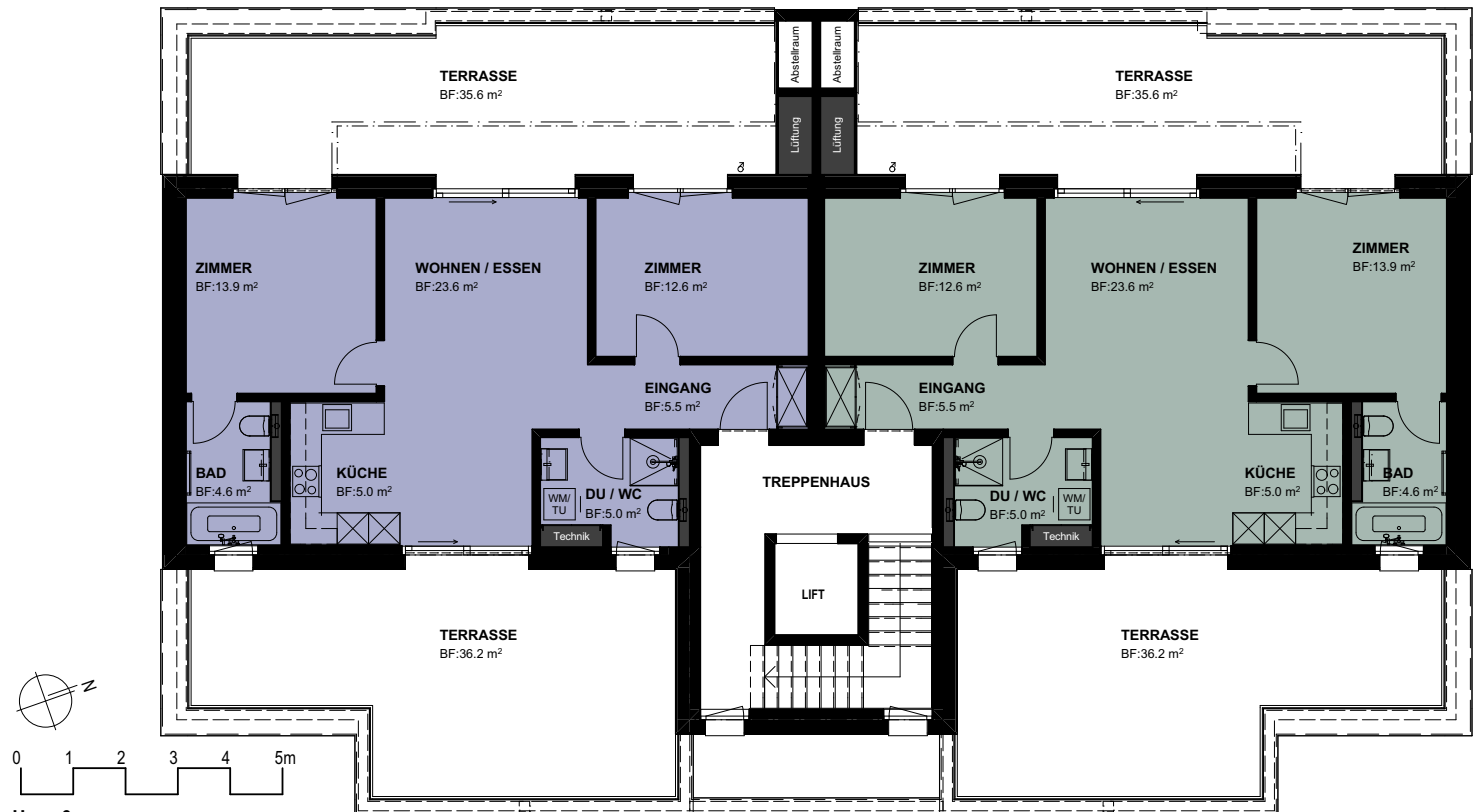 TERRASSE
BF:35.6 m²
Abstellraum
Abstellraum
TERRASSE
BF:35.6 m²
Lüftung
Lüftung
ZIMMER
BF:13.9 m²
WOHNEN / ESSEN
BF:23.6 m²
ZIMMER
BF:12.6 m²
ZIMMER
BF:12.6 m²
WOHNEN / ESSEN
BF:23.6 m²
ZIMMER
BF:13.9 m²
EINGANG
BF:5.5 m²
EINGANG
BF:5.5 m²
BAD
BF:4.6 m²
KÜCHE
BF:5.0 m²
WM/
TU
DU / WC
BF:5.0 m²
Technik
TREPPENHAUS
DU / WC
BF:5.0 m²
WM/
TU
Technik
KÜCHE
BF:5.0 m²
BAD
BF:4.6 m²
LIFT
TERRASSE
BF:36.2 m²
TERRASSE
BF:36.2 m²
N
0 1 2 3 4 5m